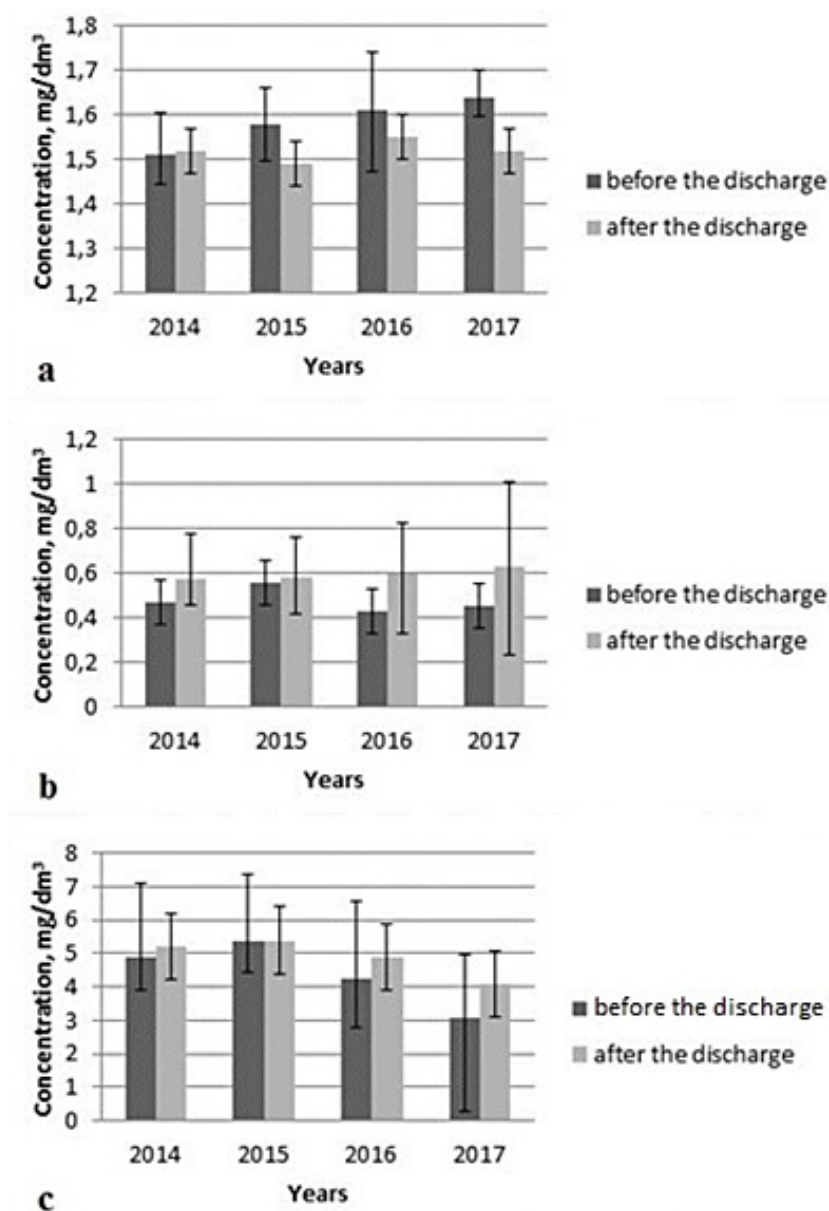 Concentration, mg/dm³
1,8
1,7
1,6
1,5
1,4
1,3
1,2
2014 2015 2016 2017
Years
before the discharge
after the discharge
a
Concentration, mg/dm³
1,2
1
0,8
0,6
0,4
0,2
0
2014 2015 2016 2017
Years
before the discharge
after the discharge
b
Concentration, mg/dm³
8
7
6
5
4
3
2
1
0
2014 2015 2016 2017
Years
before the discharge
after the discharge
c